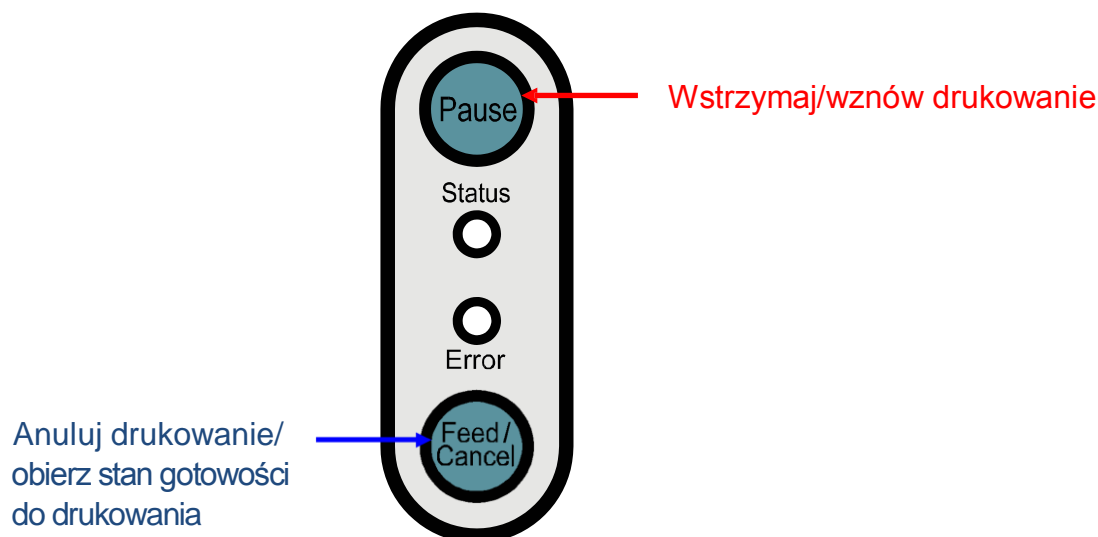 Pause
Wstrzymaj/wznów drukowanie
Status
Error
Feed/
Cancel
Anuluj drukowanie/
obierz stan gotowości
do drukowania